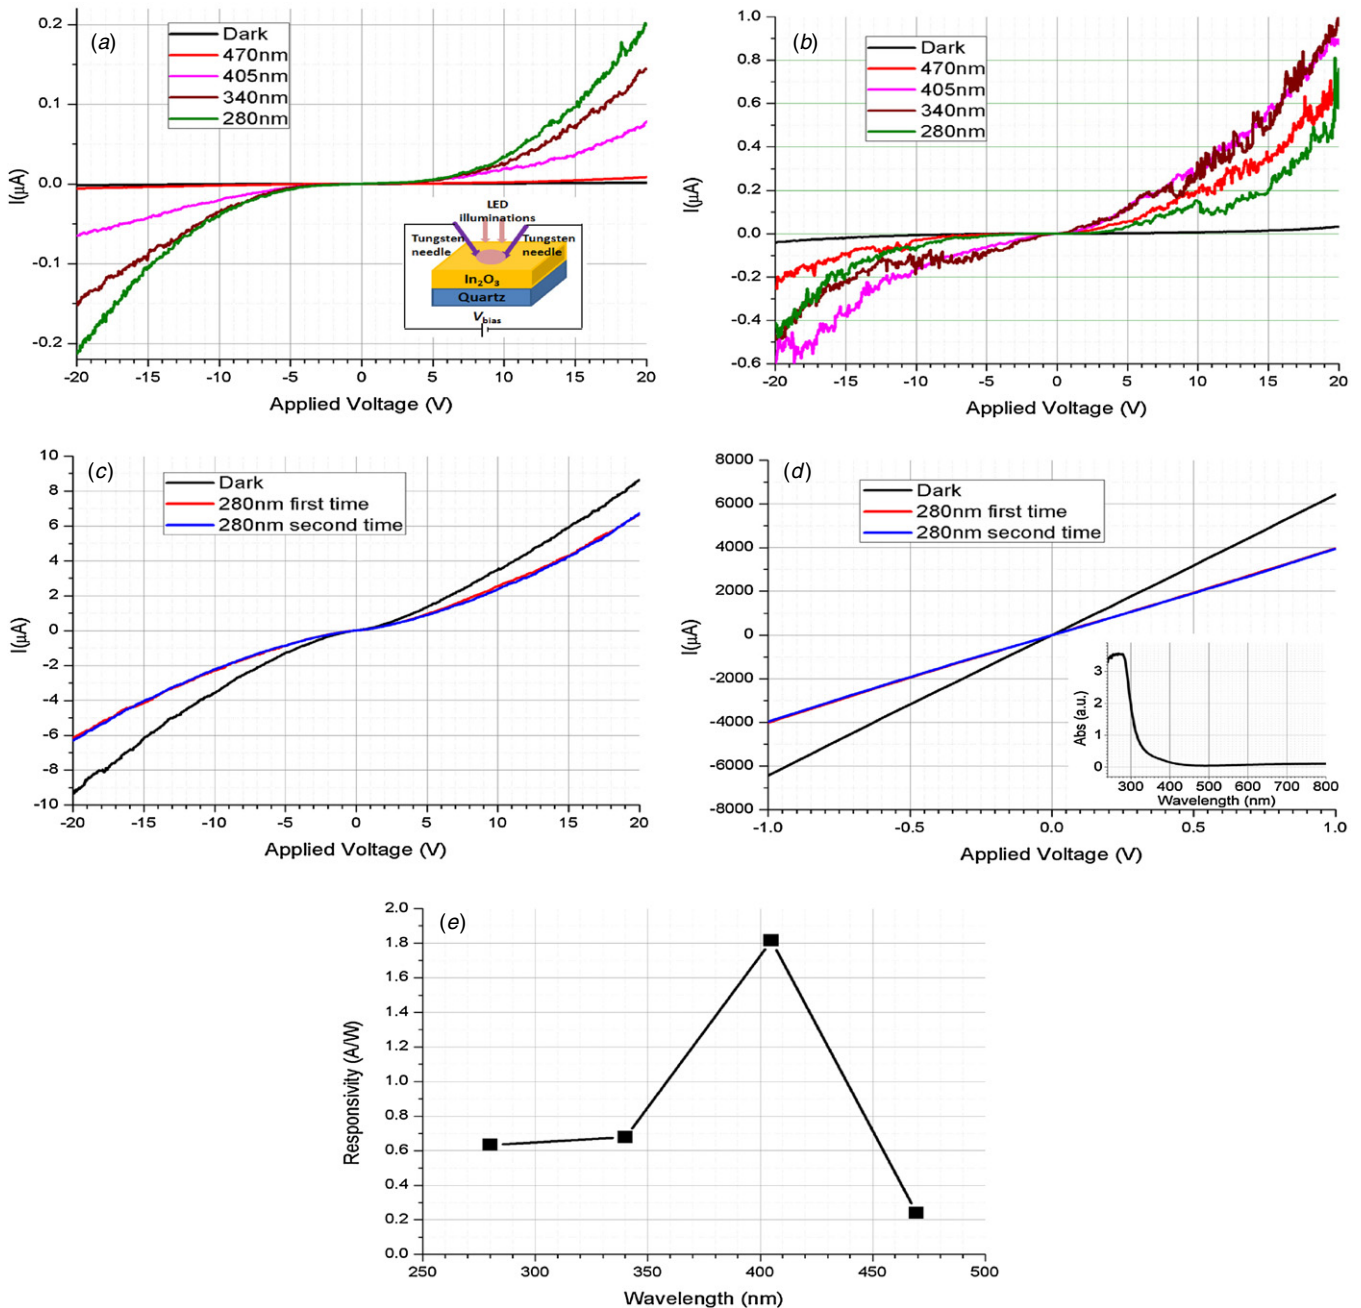 (a)
Dark
470nm
405nm
340nm
280nm
I(μA)
0.2
0.1
0.0
-0.1
-0.2
LED
illuminations
Tungsten
needle
Tungsten
needle
In2O3
Quartz
Vbias
-20 -15 -10 -5 0 5 10 15 20
Applied Voltage (V)
(b)
Dark
470nm
405nm
340nm
280nm
I(μA)
1.0
0.8
0.6
0.4
0.2
0.0
-0.2
-0.4
-0.6
-20 -15 -10 -5 0 5 10 15 20
Applied Voltage (V)
(c)
Dark
280nm first time
280nm second time
I(μA)
10
8
6
4
2
0
-2
-4
-6
-8
-10
-20 -15 -10 -5 0 5 10 15 20
Applied Voltage (V)
(d)
Dark
280nm first time
280nm second time
I(μA)
8000
6000
4000
2000
0
-2000
-4000
-6000
-8000
Abs (a.u.)
3
2
1
0
300 400 500 600 700 800
Wavelength (nm)
-1.0 -0.5 0.0 0.5 1.0
Applied Voltage (V)
(e)
Responsivity (A/W)
2.0
1.8
1.6
1.4
1.2
1.0
0.8
0.6
0.4
0.2
0.0
250 300 350 400 450 500
Wavelength (nm)